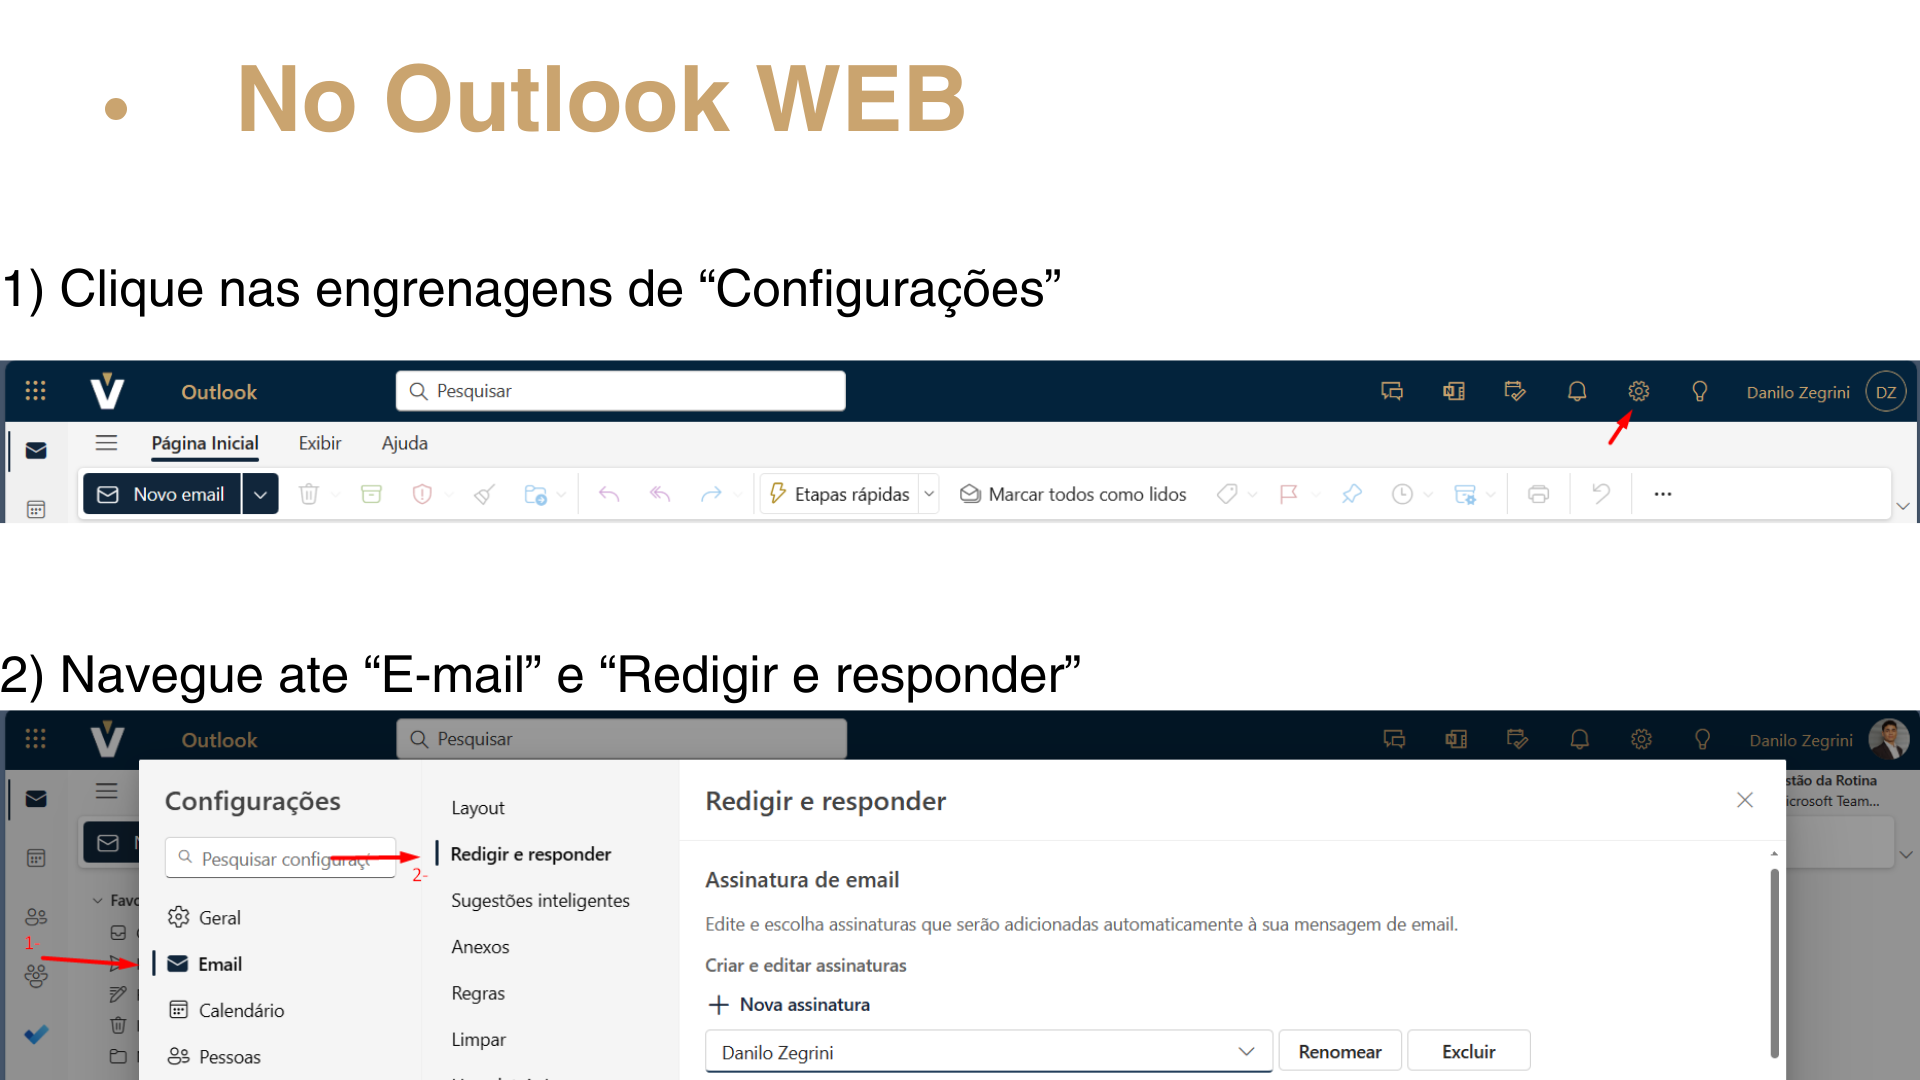 • No Outlook WEB
1) Clique nas engrenagens de “Configurações”
Outlook
Pesquisar
Danilo Zegrini
DZ
Página Inicial
Exibir
Ajuda
Novo email
Etapas rápidas
Marcar todos como lidos
2) Navegue ate “E-mail” e “Redigir e responder”
Outlook
Pesquisar
Danilo Zegrini
stão da Rotina
icrosoft Team...
Configurações
Pesquisar
1-
Geral
Email
Calendário
Pessoas
2-
Layout
Redigir e responder
Sugestões inteligentes
Anexos
Regras
Limpar
Redigir e responder
Assinatura de email
Edite e escolha assinaturas que serão adicionadas automaticamente à sua mensagem de email.
Criar e editar assinaturas
Nova assinatura
Danilo Zegrini
Renomear
Excluir